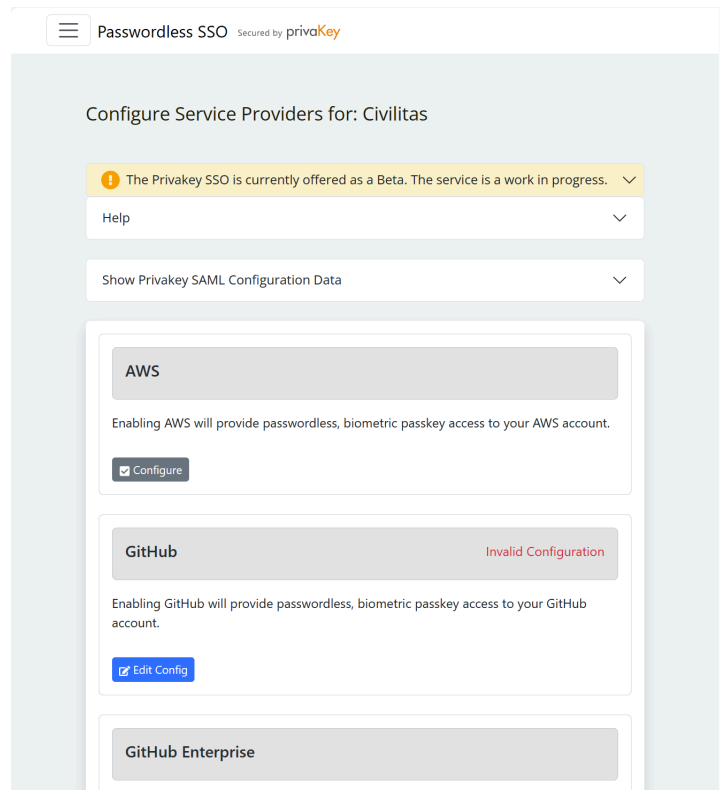 Passwordless SSO Secured by privaKey
Configure Service Providers for: Civilitas
! The Privakey SSO is currently offered as a Beta. The service is a work in progress.
Help
Show Privakey SAML Configuration Data
AWS
Enabling AWS will provide passwordless, biometric passkey access to your AWS account.
Configure
GitHub Invalid Configuration
Enabling GitHub will provide passwordless, biometric passkey access to your GitHub
account.
Edit Config
GitHub Enterprise